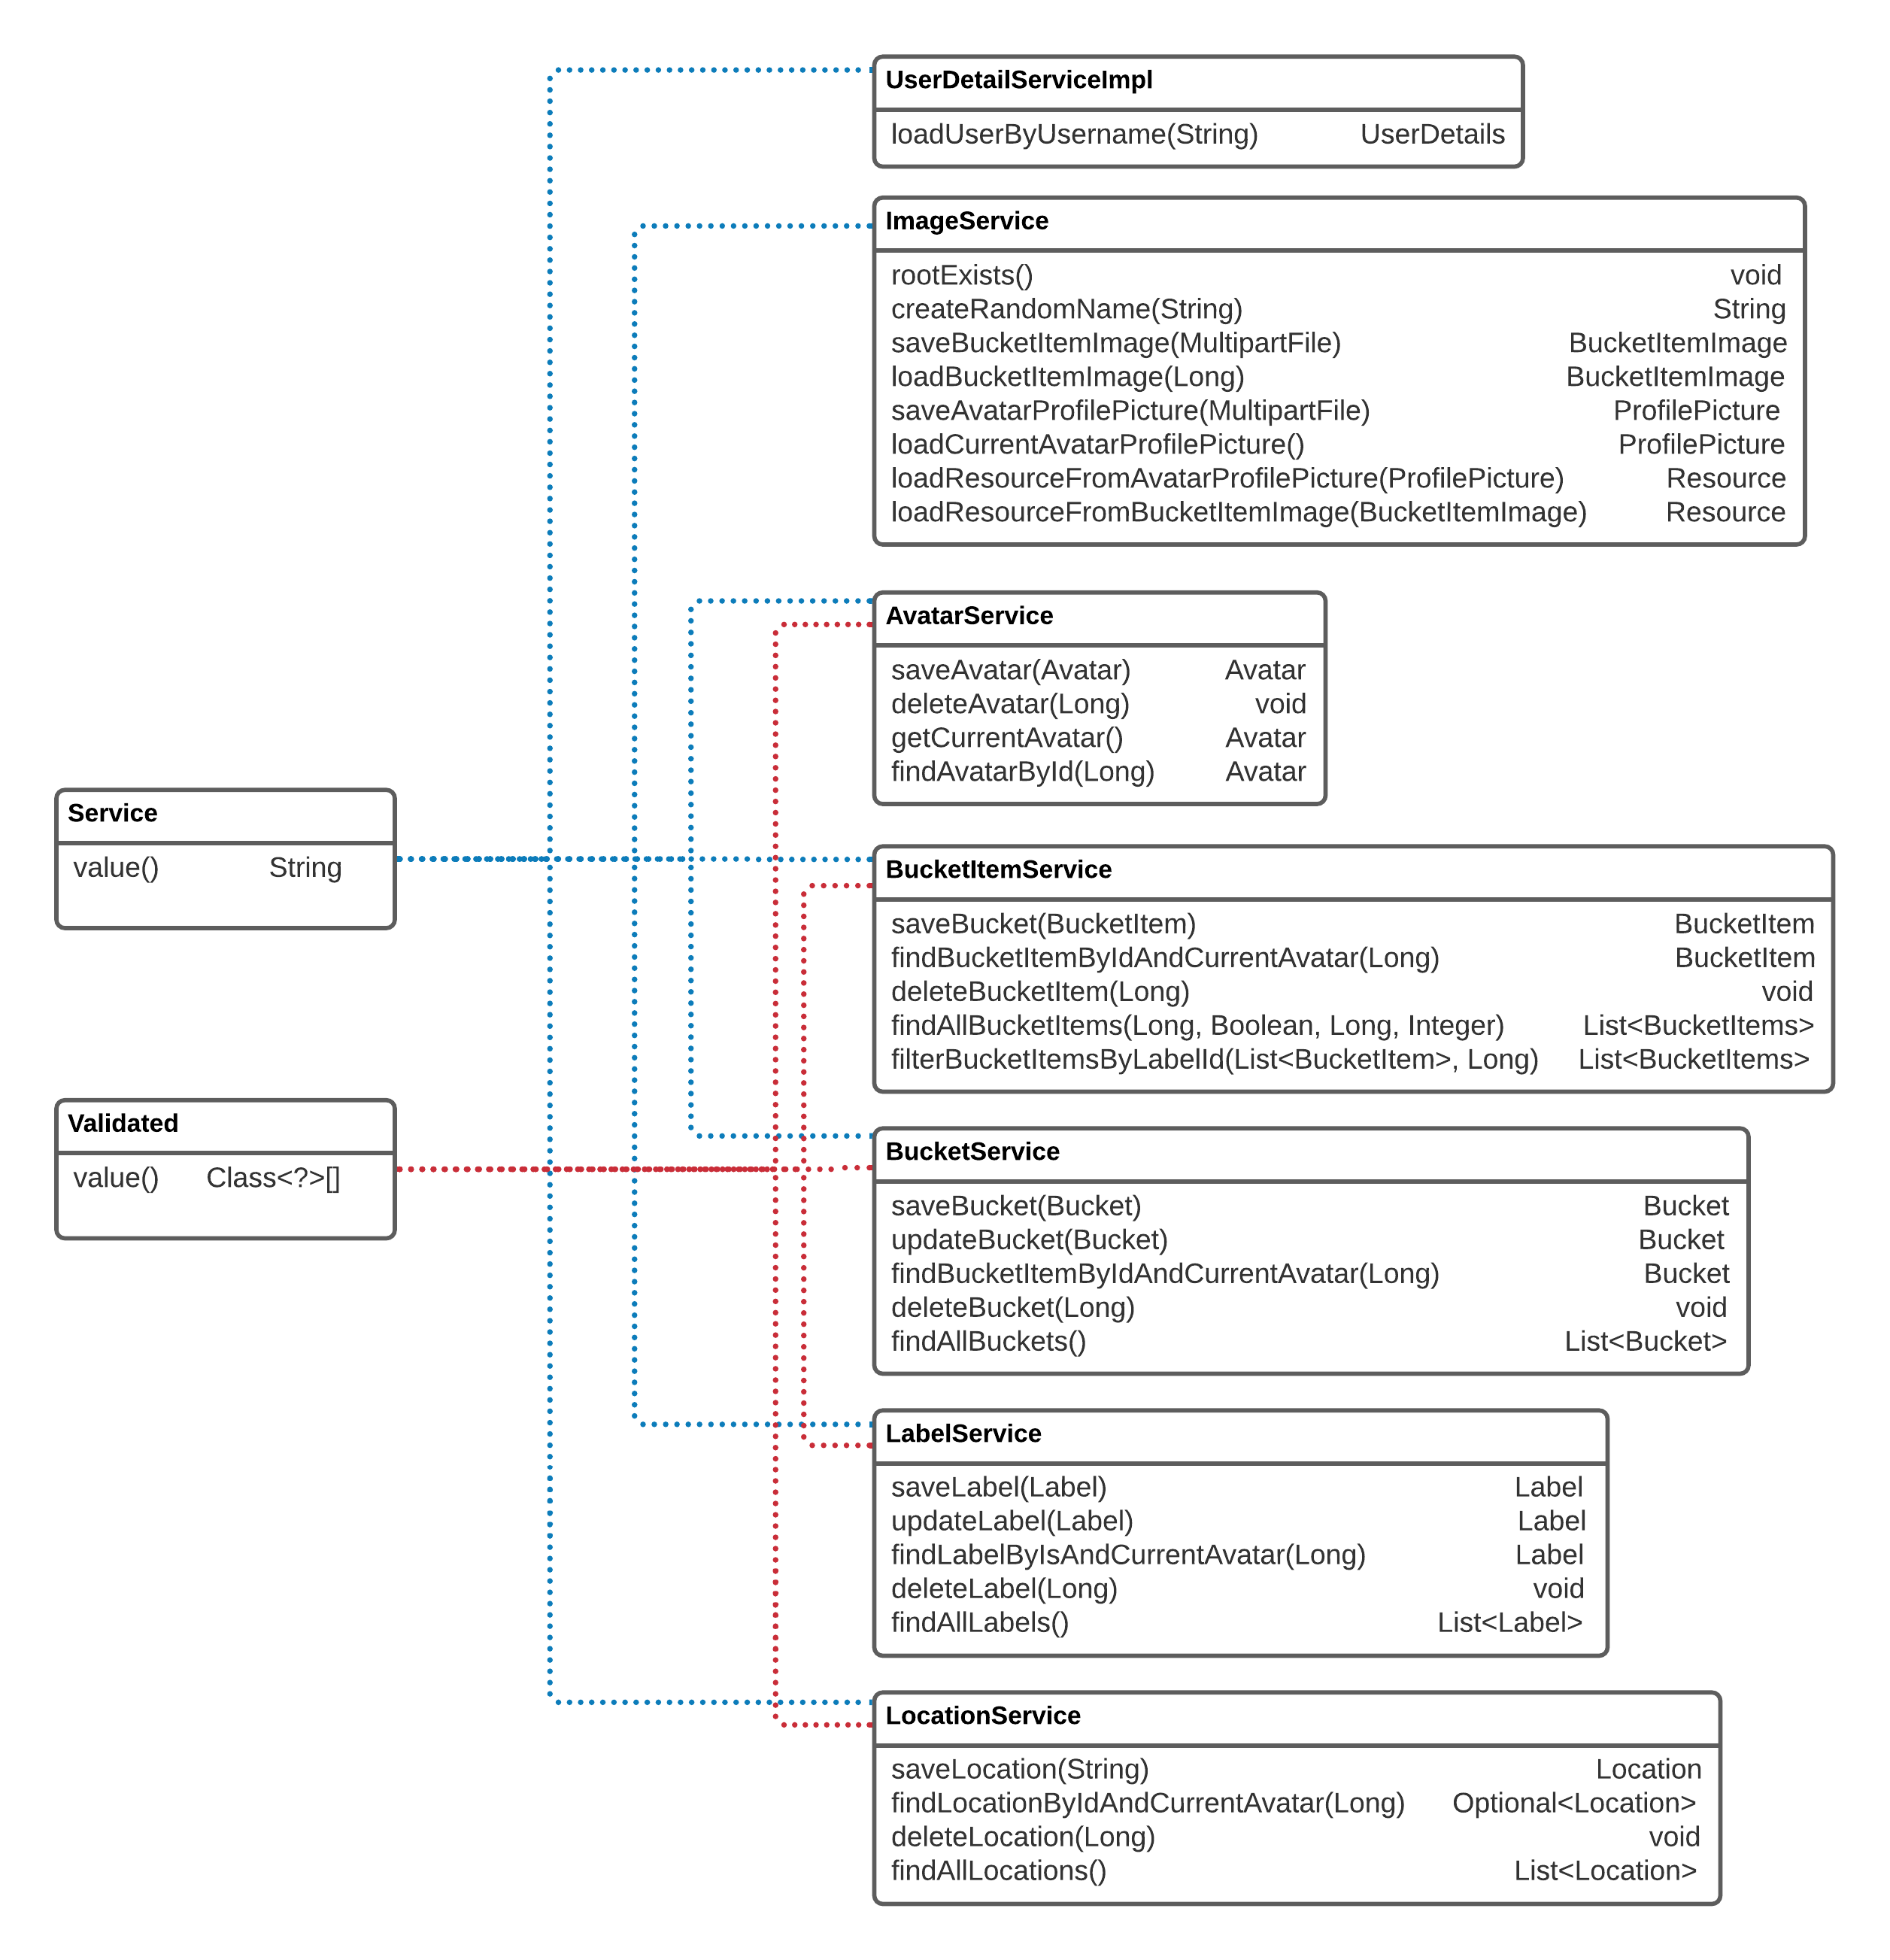 UserDetailServiceImpl
loadUserByUsername(String) UserDetails
ImageService
rootExists() void
createRandomName(String) String
saveBucketItemImage(MultipartFile) BucketItemImage
loadBucketItemImage(Long) BucketItemImage
saveAvatarProfilePicture(MultipartFile) ProfilePicture
loadCurrentAvatarProfilePicture() ProfilePicture
loadResourceFromAvatarProfilePicture(ProfilePicture) Resource
loadResourceFromBucketItemImage(BucketItemImage) Resource
AvatarService
saveAvatar(Avatar) Avatar
deleteAvatar(Long) void
getCurrentAvatar() Avatar
findAvatarById(Long) Avatar
Service
value() String
BucketItemService
saveBucket(BucketItem) BucketItem
findBucketItemByIdAndCurrentAvatar(Long) BucketItem
deleteBucketItem(Long) void
findAllBucketItems(Long, Boolean, Long, Integer) List<BucketItems>
filterBucketItemsByLabelId(List<BucketItem>, Long) List<BucketItems>
Validated
value() Class<?>[]
BucketService
saveBucket(Bucket) Bucket
updateBucket(Bucket) Bucket
findBucketItemByIdAndCurrentAvatar(Long) Bucket
deleteBucket(Long) void
findAllBuckets() List<Bucket>
LabelService
saveLabel(Label) Label
updateLabel(Label) Label
findLabelByIsAndCurrentAvatar(Long) Label
deleteLabel(Long) void
findAllLabels() List<Label>
LocationService
saveLocation(String) Location
findLocationByIdAndCurrentAvatar(Long) Optional<Location>
deleteLocation(Long) void
findAllLocations() List<Location>